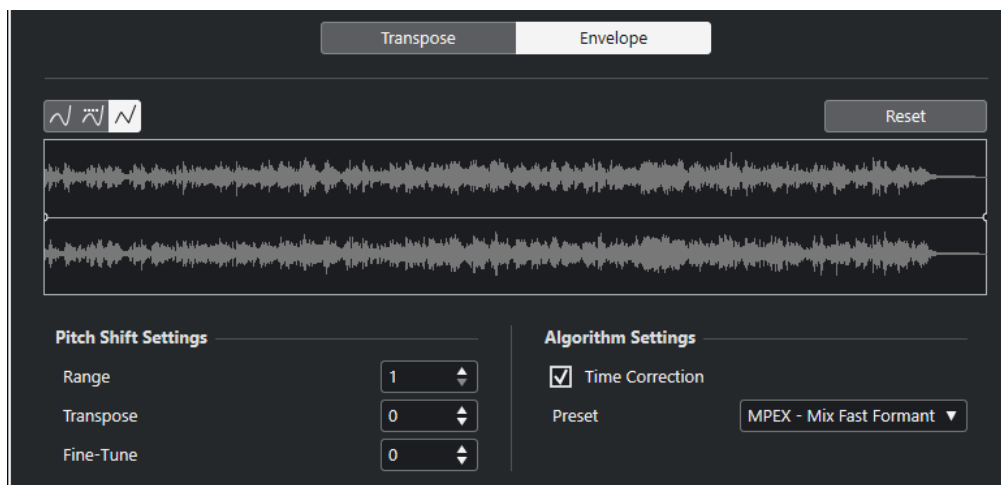 Transpose Envelope
Reset
Pitch Shift Settings
Range 1
Transpose 0
Fine-Tune 0
Algorithm Settings
Time Correction
Preset MPEX - Mix Fast Formant